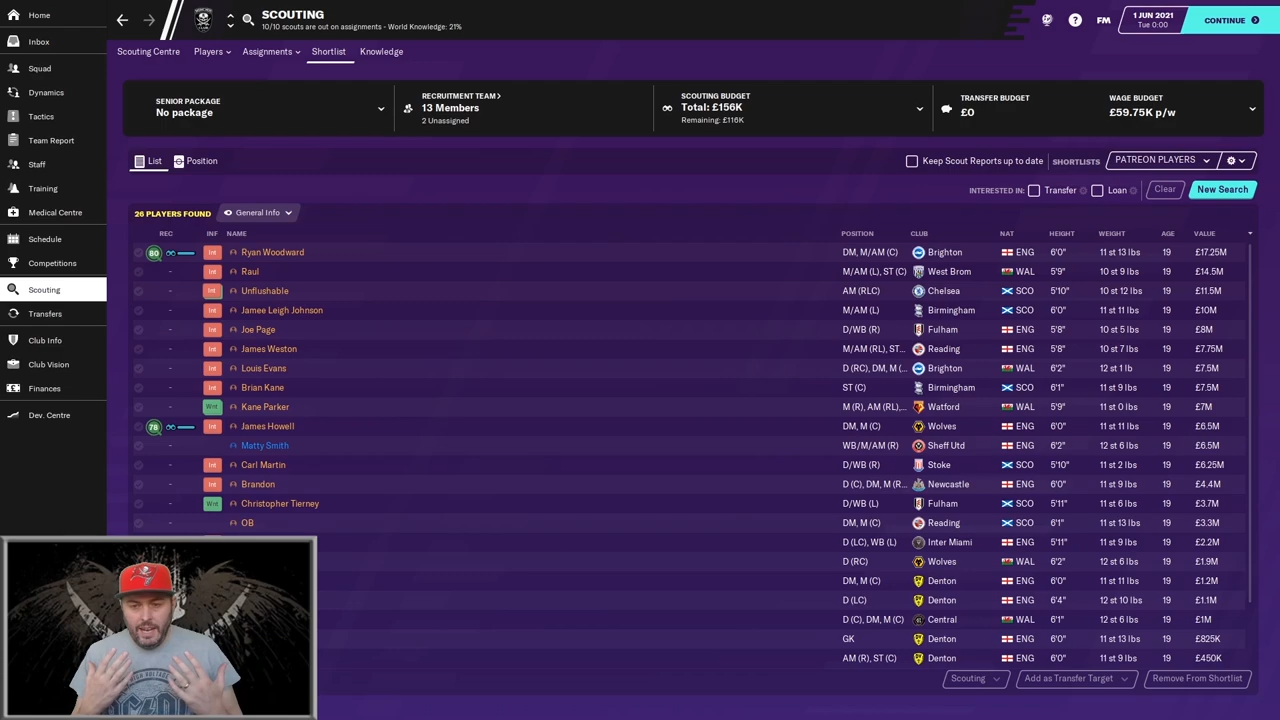 Home
Inbox
Squad
Dynamics
Tactics
Team Report
Staff
Training
Medical Centre
Schedule
Competitions
Scouting
Transfers
Club Info
Club Vision
Finances
Dev. Centre
SCOUTING
10/10 scouts are out on assignments - World Knowledge: 21%
FM
1 JUN 2021
Tue 0:00
CONTINUE
Scouting Centre Players Assignments Shortlist Knowledge
SENIOR PACKAGE
No package
RECRUITMENT TEAM
13 Members
2 Unassigned
SCOUTING BUDGET
Total: £156K
Remaining: £116K
TRANSFER BUDGET
£0
WAGE BUDGET
£59.75K p/w
List Position
Keep Scout Reports up to date SHORTLISTS PATREON PLAYERS
INTERESTED IN: Transfer Loan Clear New Search
26 PLAYERS FOUND General Info
REC INF NAME POSITION CLUB NAT HEIGHT WEIGHT AGE VALUE
80 Int Ryan Woodward DM, M/AM (C) Brighton ENG 6'0" 11 st 13 lbs 19 £17.25M
- Int Raul M/AM (L), ST (C) West Brom WAL 5'9" 10 st 9 lbs 19 £14.5M
- Int Unflushable AM (RLC) Chelsea SCO 5'10" 10 st 12 lbs 19 £11.5M
- Int Jamee Leigh Johnson M/AM (L) Birmingham SCO 6'0" 11 st 11 lbs 19 £10M
- Int Joe Page D/WB (R) Fulham ENG 5'8" 10 st 5 lbs 19 £8M
- Int James Weston M/AM (RL), ST... Reading ENG 5'8" 10 st 7 lbs 19 £7.75M
- Int Louis Evans D (RC), DM, M (... Brighton WAL 6'2" 12 st 1 lb 19 £7.5M
- Int Brian Kane ST (C) Birmingham SCO 6'1" 11 st 9 lbs 19 £7.5M
- Wnt Kane Parker M (R), AM (RL),... Watford WAL 5'9" 11 st 0 lbs 19 £7M
78 Int James Howell DM, M (C) Wolves ENG 6'0" 11 st 11 lbs 19 £6.5M
- Matty Smith WB/M/AM (R) Sheff Utd ENG 6'2" 12 st 6 lbs 19 £6.5M
- Int Carl Martin D/WB (R) Stoke SCO 5'10" 11 st 2 lbs 19 £6.25M
- Int Brandon D (C), DM, M (R... Newcastle ENG 6'0" 11 st 9 lbs 19 £4.4M
- Wnt Christopher Tierney D/WB (L) Fulham SCO 5'11" 11 st 6 lbs 19 £3.7M
- OB DM, M (C) Reading SCO 6'1" 11 st 13 lbs 19 £3.3M
D (LC), WB (L) Inter Miami ENG 5'11" 11 st 9 lbs 19 £2.2M
D (RC) Wolves WAL 6'2" 12 st 6 lbs 19 £1.9M
DM, M (C) Denton ENG 6'0" 11 st 11 lbs 19 £1.2M
D (LC) Denton ENG 6'4" 12 st 10 lbs 19 £1.1M
D (C), DM, M (C) Central WAL 6'1" 12 st 6 lbs 19 £1M
GK Denton ENG 6'0" 11 st 13 lbs 19 £825K
AM (R), ST (C) Denton ENG 6'0" 11 st 9 lbs 19 £450K
Scouting Add as Transfer Target Remove From Shortlist